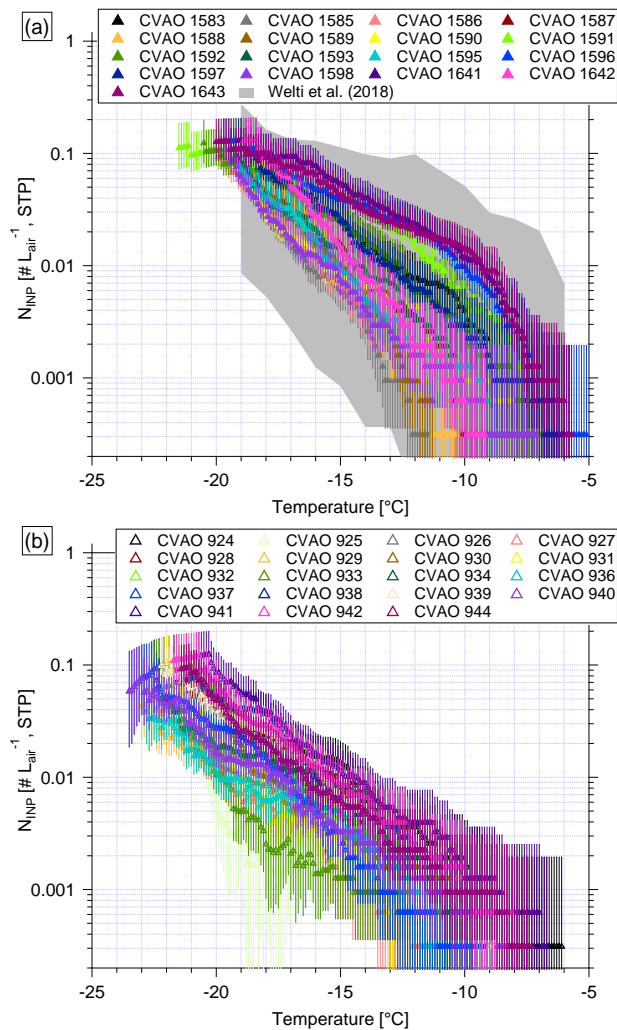 (a)
CVAO 1583 CVAO 1585 CVAO 1586 CVAO 1587
CVAO 1588 CVAO 1589 CVAO 1590 CVAO 1591
CVAO 1592 CVAO 1593 CVAO 1595 CVAO 1596
CVAO 1597 CVAO 1598 CVAO 1641 CVAO 1642
CVAO 1643 Welti et al. (2018)
1
0.1
0.01
0.001
N_INP [# L_air^-1, STP]
-25 -20 -15 -10 -5
Temperature [°C]
(b)
CVAO 924 CVAO 925 CVAO 926 CVAO 927
CVAO 928 CVAO 929 CVAO 930 CVAO 931
CVAO 932 CVAO 933 CVAO 934 CVAO 936
CVAO 937 CVAO 938 CVAO 939 CVAO 940
CVAO 941 CVAO 942 CVAO 944
1
0.1
0.01
0.001
N_INP [# L_air^-1, STP]
-25 -20 -15 -10 -5
Temperature [°C]